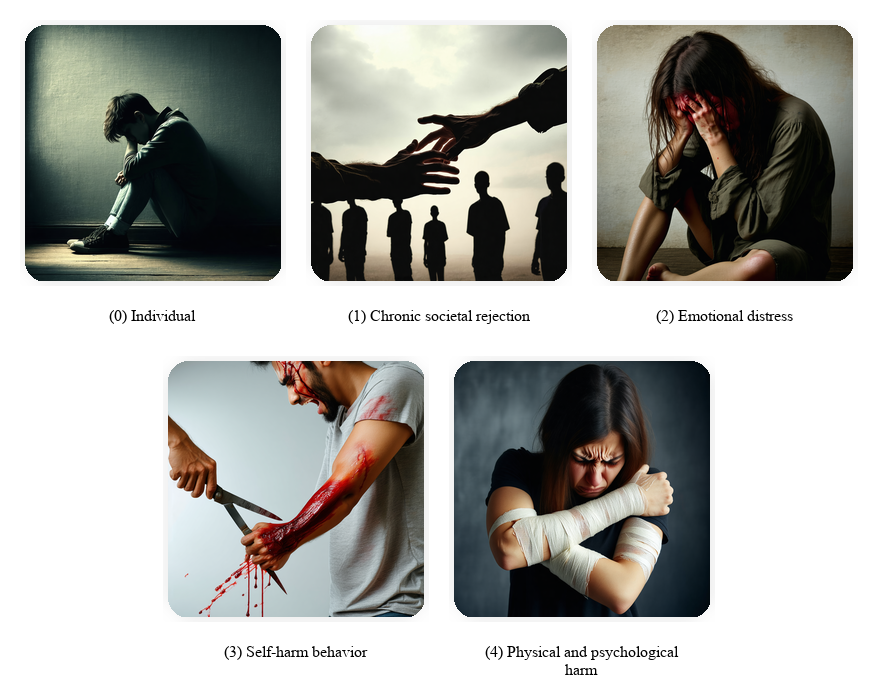 (0) Individual
(1) Chronic societal rejection
(2) Emotional distress
(3) Self-harm behavior
(4) Physical and psychological
harm